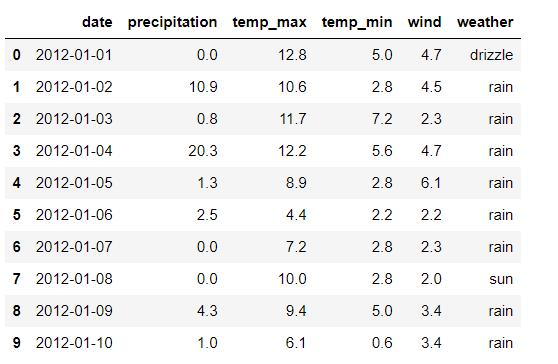 date precipitation temp_max temp_min wind weather
0 2012-01-01 0.0 12.8 5.0 4.7 drizzle
1 2012-01-02 10.9 10.6 2.8 4.5 rain
2 2012-01-03 0.8 11.7 7.2 2.3 rain
3 2012-01-04 20.3 12.2 5.6 4.7 rain
4 2012-01-05 1.3 8.9 2.8 6.1 rain
5 2012-01-06 2.5 4.4 2.2 2.2 rain
6 2012-01-07 0.0 7.2 2.8 2.3 rain
7 2012-01-08 0.0 10.0 2.8 2.0 sun
8 2012-01-09 4.3 9.4 5.0 3.4 rain
9 2012-01-10 1.0 6.1 0.6 3.4 rain